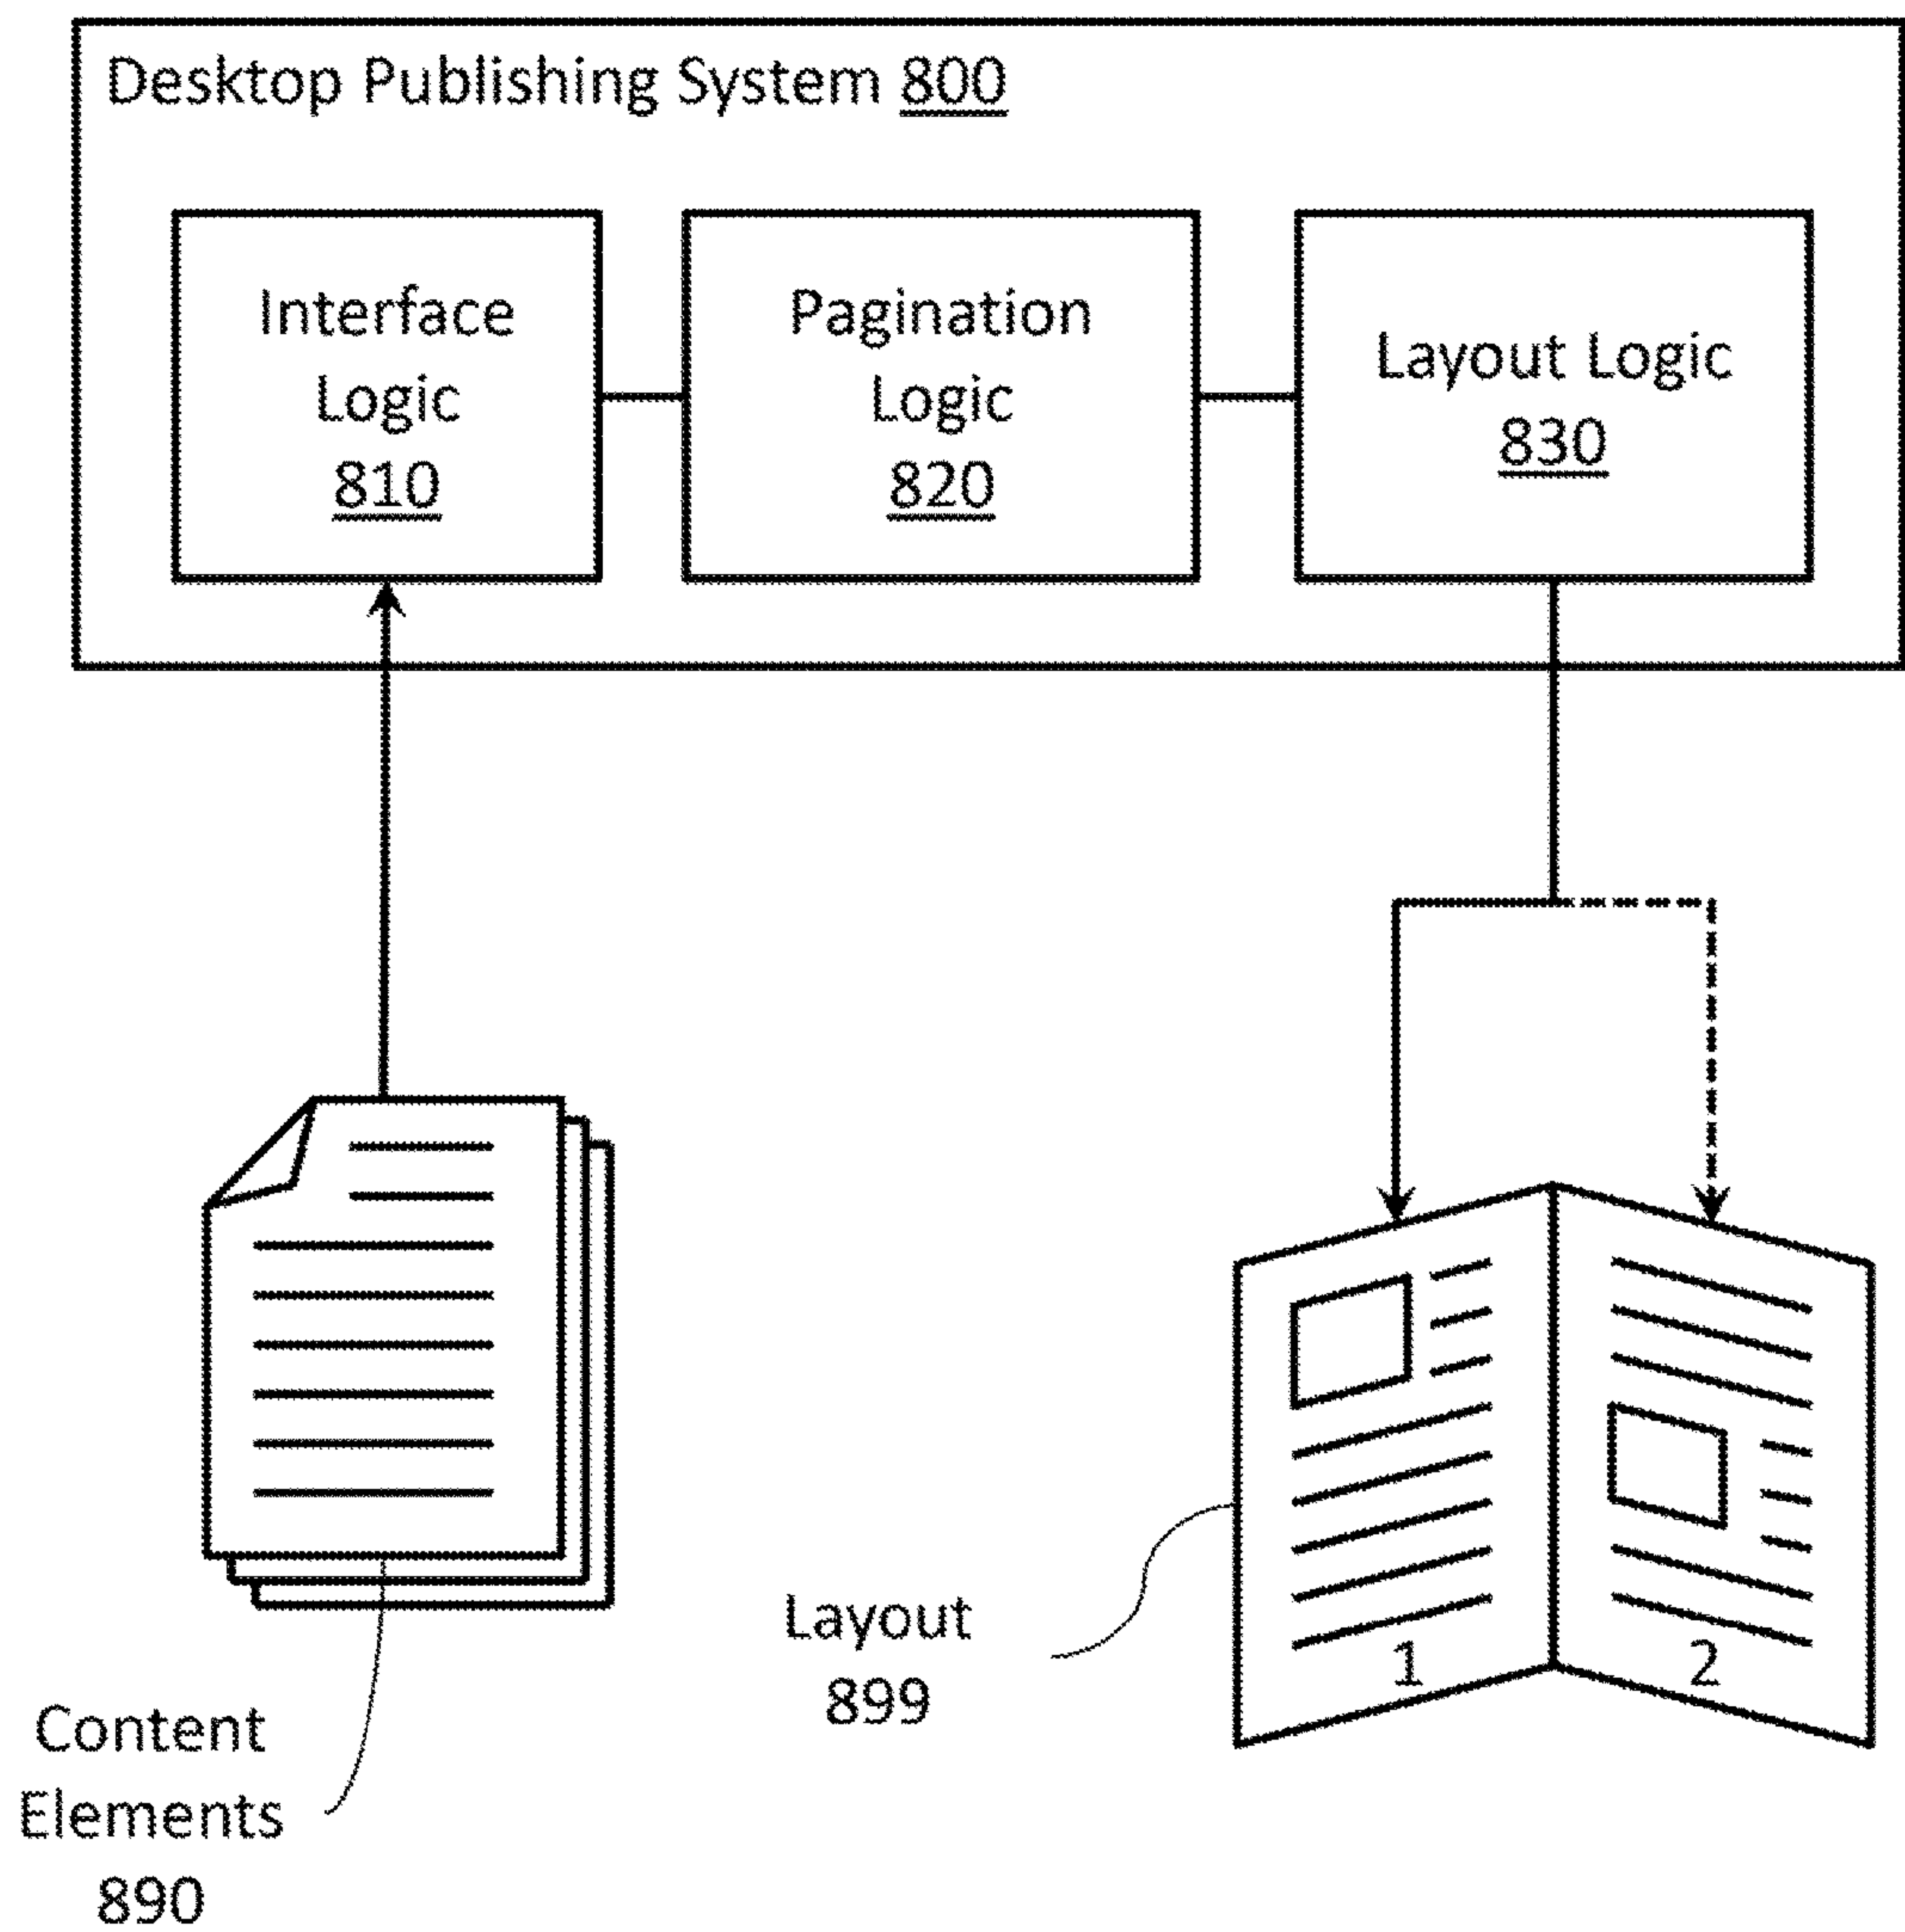 Desktop Publishing System 800
Interface
Logic
810
Pagination
Logic
820
Layout Logic
830
Layout
899
1
2
Content
Elements
890